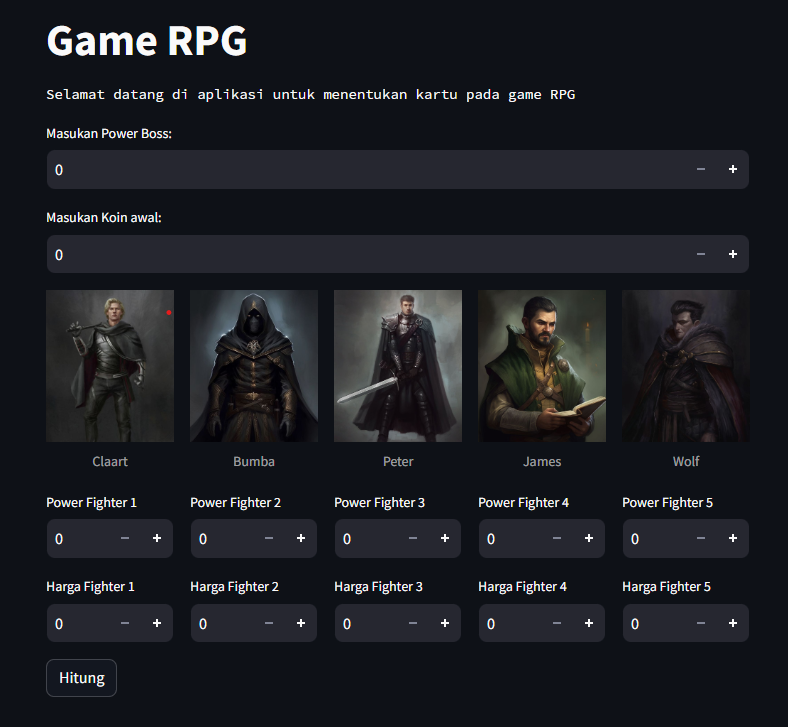 Game RPG
Selamat datang di aplikasi untuk menentukan kartu pada game RPG
Masukan Power Boss:
0 − +
Masukan Koin awal:
0 − +
Claart Bumba Peter James Wolf
Power Fighter 1 Power Fighter 2 Power Fighter 3 Power Fighter 4 Power Fighter 5
0 − + 0 − + 0 − + 0 − + 0 − +
Harga Fighter 1 Harga Fighter 2 Harga Fighter 3 Harga Fighter 4 Harga Fighter 5
0 − + 0 − + 0 − + 0 − + 0 − +
Hitung